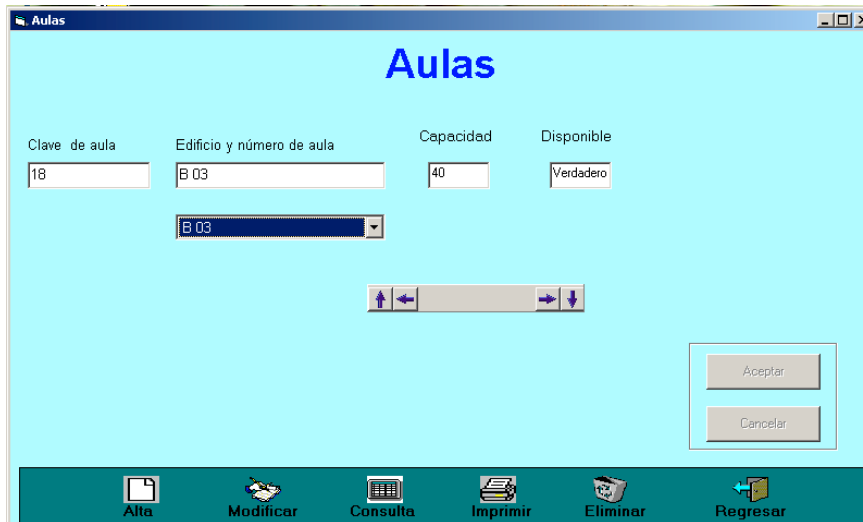 Aulas
Aulas
Clave de aula Edificio y número de aula Capacidad Disponible
18 B 03 40 Verdadero
B 03
Aceptar
Cancelar
Alta Modificar Consulta Imprimir Eliminar Regresar